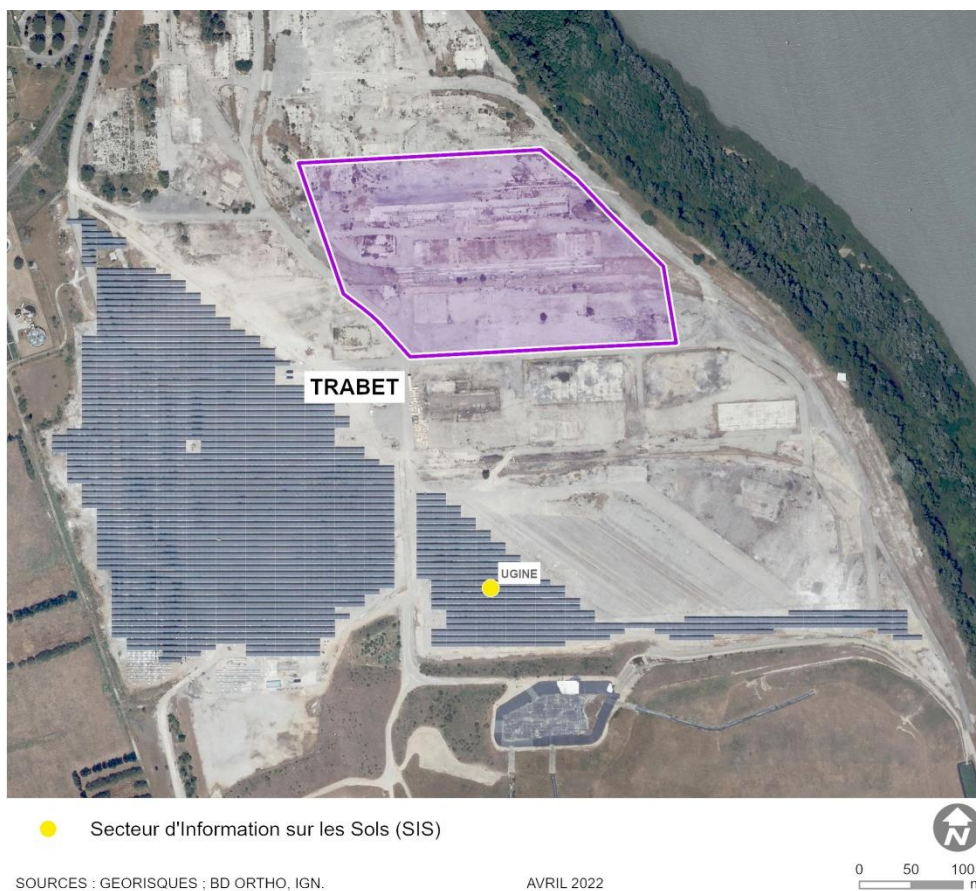 TRABET
UGINE
Secteur d'Information sur les Sols (SIS)
N
0 50 100
m
SOURCES : GEORISQUES ; BD ORTHO, IGN.
AVRIL 2022